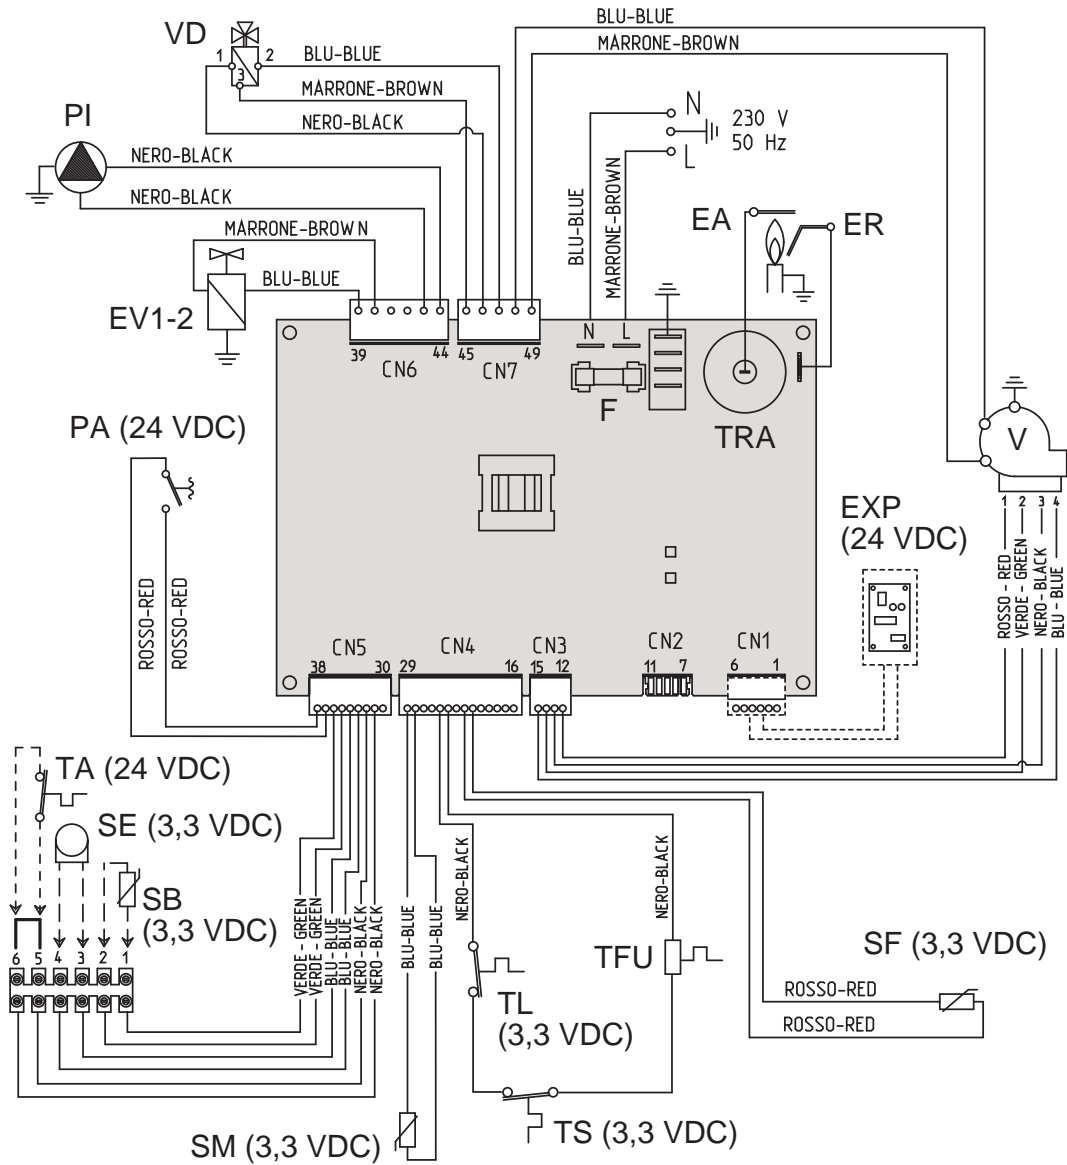 BLU-BLUE
MARRONE-BROWN
VD
1
2
3
BLU-BLUE
MARRONE-BROWN
NERO-BLACK
PI
NERO-BLACK
NERO-BLACK
MARRONE-BROWN
BLU-BLUE
EV1-2
N
230 V
50 Hz
L
BLU-BLUE
MARRONE-BROWN
EA
ER
N
L
39
44
45
49
CN6
CN7
F
TRA
PA (24 VDC)
V
1
2
3
4
EXP
(24 VDC)
ROSSO-RED
ROSSO-RED
ROSSO - RED
VERDE - GREEN
NERO - BLACK
BLU - BLUE
CN5
CN4
CN3
CN2
CN1
38
30
29
16
15
12
11
7
6
1
TA (24 VDC)
SE (3,3 VDC)
SB
(3,3 VDC)
6
5
4
3
2
1
VERDE - GREEN
VERDE - GREEN
BLU-BLUE
BLU-BLUE
NERO-BLACK
NERO-BLACK
BLU-BLUE
BLU-BLUE
NERO-BLACK
NERO-BLACK
TFU
SF (3,3 VDC)
ROSSO-RED
ROSSO-RED
TL
(3,3 VDC)
SM (3,3 VDC)
TS (3,3 VDC)